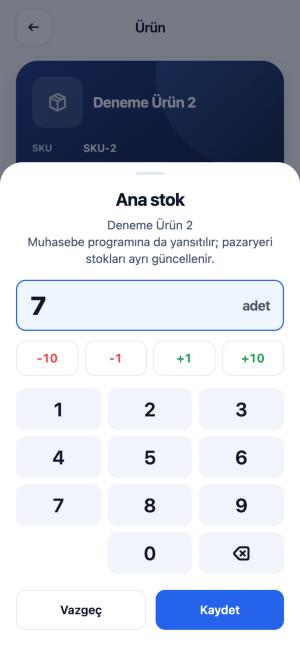 Ürün
Deneme Ürün 2
SKU SKU-2
Ana stok
Deneme Ürün 2
Muhasebe programına da yansıtılır; pazaryeri
stokları ayrı güncellenir.
7 adet
-10 -1 +1 +10
1 2 3
4 5 6
7 8 9
0
Vazgeç Kaydet